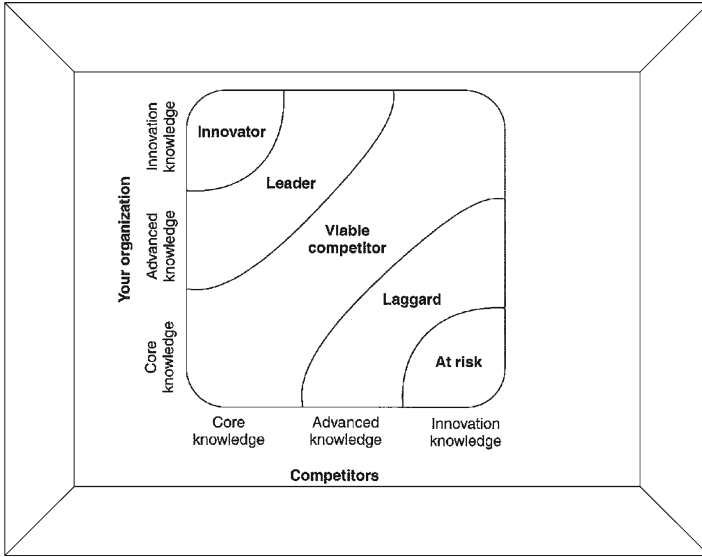 Your organization
Innovation
knowledge
Advanced
knowledge
Core
knowledge
Innovator
Leader
Viable
competitor
Laggard
At risk
Core
knowledge
Advanced
knowledge
Innovation
knowledge
Competitors